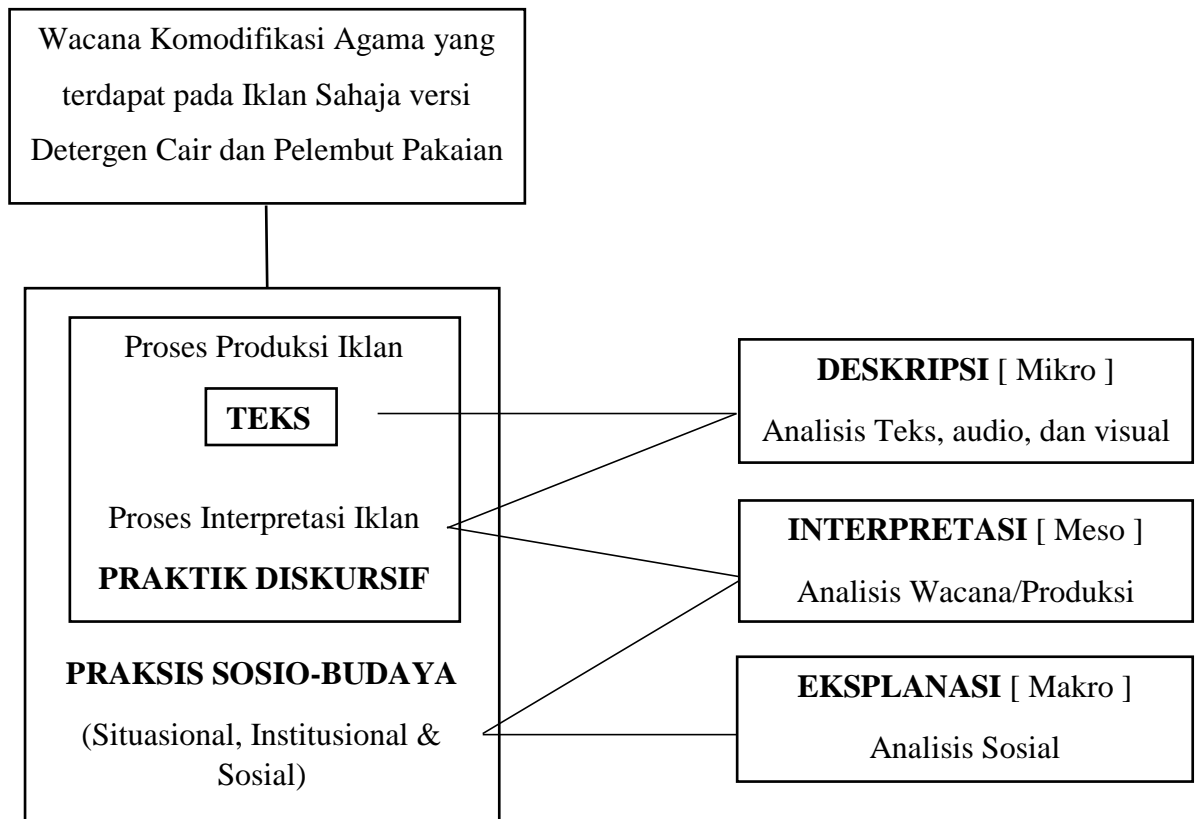 Wacana Komodifikasi Agama yang
terdapat pada Iklan Sahaja versi
Detergen Cair dan Pelembut Pakaian
Proses Produksi Iklan
TEKS
Proses Interpretasi Iklan
PRAKTIK DISKURSIF
PRAKSIS SOSIO-BUDAYA
(Situasional, Institusional &
Sosial)
DESKRIPSI [ Mikro ]
Analisis Teks, audio, dan visual
INTERPRETASI [ Meso ]
Analisis Wacana/Produksi
EKSPLANASI [ Makro ]
Analisis Sosial